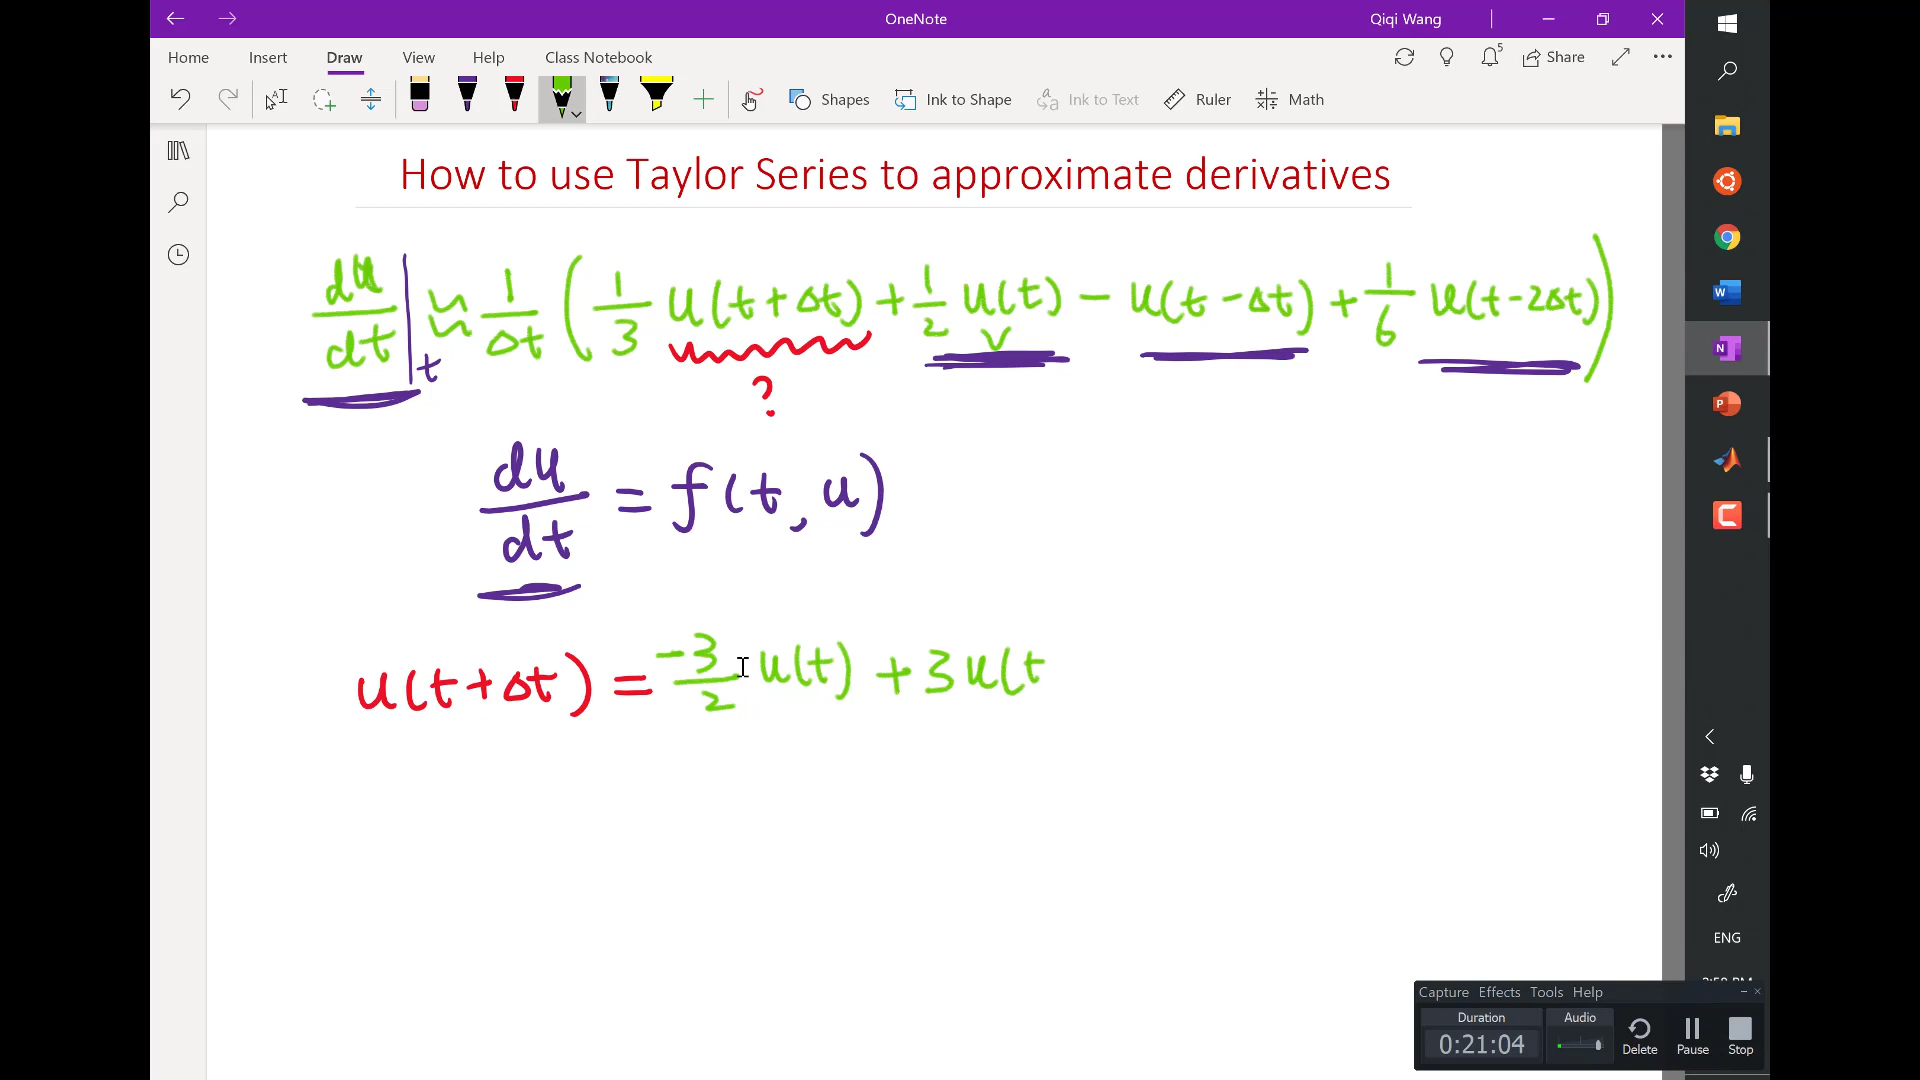 OneNote
Qiqi Wang
Home Insert Draw View Help Class Notebook
5 Share
Shapes Ink to Shape Ink to Text Ruler Math
How to use Taylor Series to approximate derivatives
du/dt|t ≈ 1/Δt ( 1/3 u(t+Δt) + 1/2 u(t) − u(t−Δt) + 1/6 u(t−2Δt) )
?
du/dt = f(t, u)
u(t+Δt) = −3/2 u(t) + 3 u(t
ENG
Capture Effects Tools Help
Duration Audio
0:21:04 Delete Pause Stop